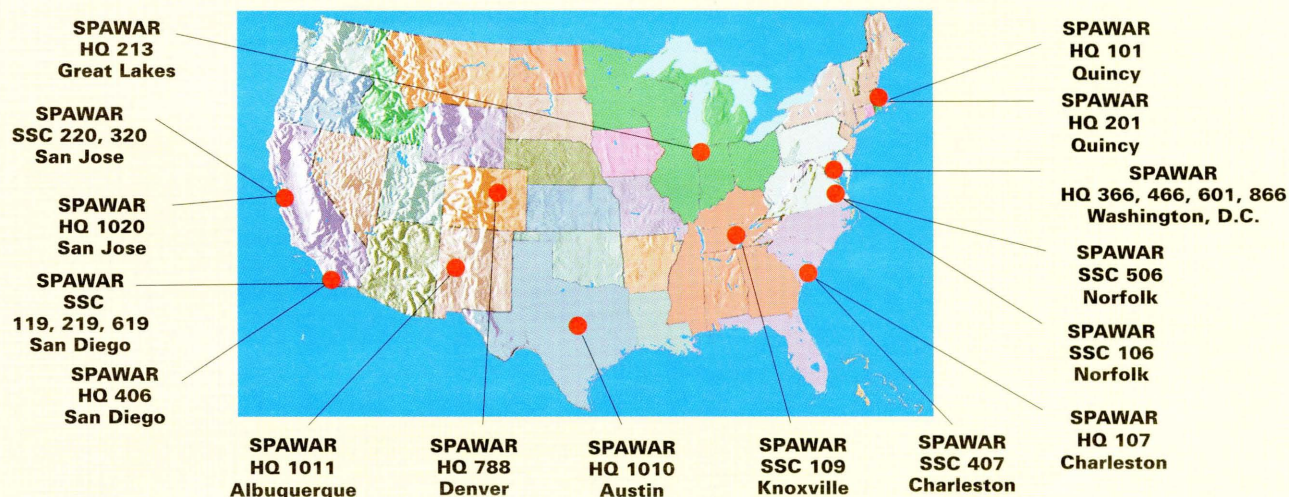 SPAWAR
HQ 213
Great Lakes
SPAWAR
SSC 220, 320
San Jose
SPAWAR
HQ 1020
San Jose
SPAWAR
SSC
119, 219, 619
San Diego
SPAWAR
HQ 406
San Diego
SPAWAR
HQ 1011
Albuquerque
SPAWAR
HQ 788
Denver
SPAWAR
HQ 1010
Austin
SPAWAR
SSC 109
Knoxville
SPAWAR
SSC 407
Charleston
SPAWAR
HQ 101
Quincy
SPAWAR
HQ 201
Quincy
SPAWAR
HQ 366, 466, 601, 866
Washington, D.C.
SPAWAR
SSC 506
Norfolk
SPAWAR
SSC 106
Norfolk
SPAWAR
HQ 107
Charleston